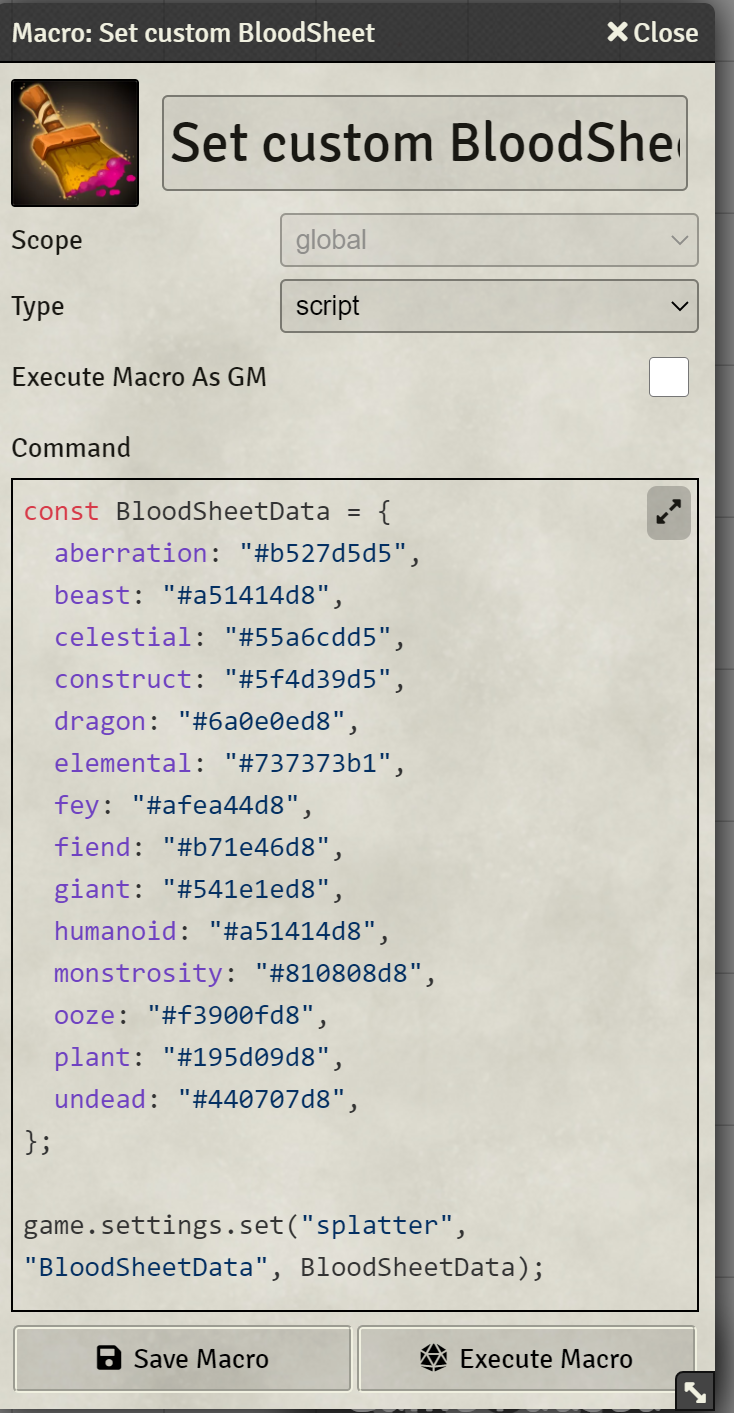 Macro: Set custom BloodSheet
Close
Set custom BloodShe
Scope
global
Type
script
Execute Macro As GM
Command
const BloodSheetData = {
  aberration: "#b527d5d5",
  beast: "#a51414d8",
  celestial: "#55a6cdd5",
  construct: "#5f4d39d5",
  dragon: "#6a0e0ed8",
  elemental: "#737373b1",
  fey: "#afea44d8",
  fiend: "#b71e46d8",
  giant: "#541e1ed8",
  humanoid: "#a51414d8",
  monstrosity: "#810808d8",
  ooze: "#f3900fd8",
  plant: "#195d09d8",
  undead: "#440707d8",
};
game.settings.set("splatter",
"BloodSheetData", BloodSheetData);
Save Macro
Execute Macro